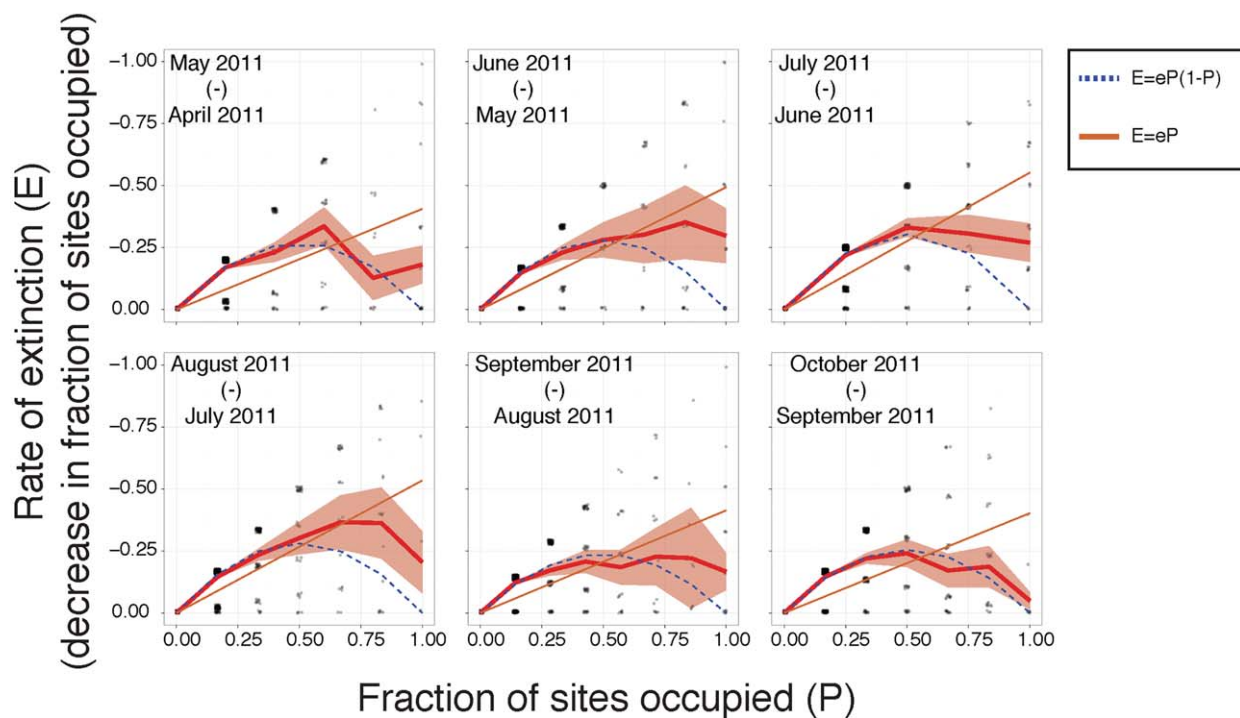 Rate of extinction (E)
(decrease in fraction of sites occupied)
-1.00
-0.75
-0.50
-0.25
0.00
May 2011
(-)
April 2011
June 2011
(-)
May 2011
July 2011
(-)
June 2011
E=eP(1-P)
E=eP
-1.00
-0.75
-0.50
-0.25
0.00
August 2011
(-)
July 2011
September 2011
(-)
August 2011
October 2011
(-)
September 2011
0.00 0.25 0.50 0.75 1.00 0.00 0.25 0.50 0.75 1.00 0.00 0.25 0.50 0.75 1.00
Fraction of sites occupied (P)